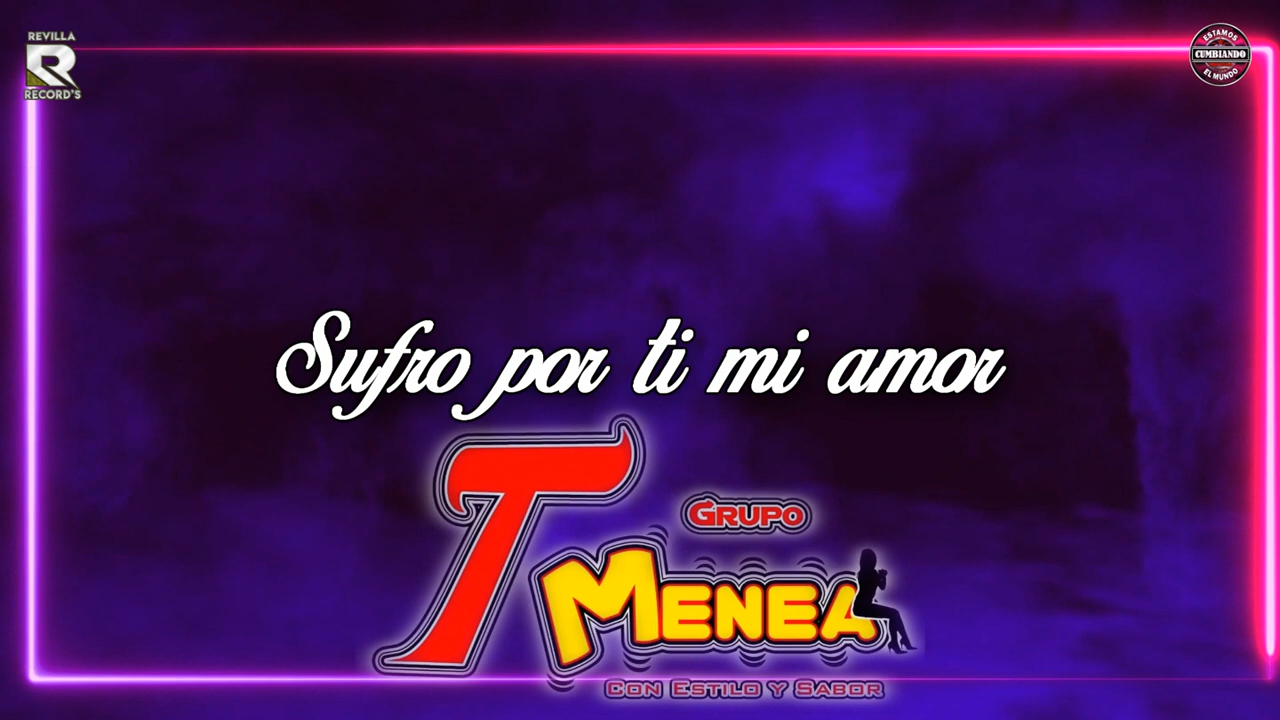 REVILLA
R
RECORD'S
ESTAMOS
CUMBIANDO
EL MUNDO
Sufro por ti mi amor
GRUPO
T MENEA
CON ESTILO Y SABOR